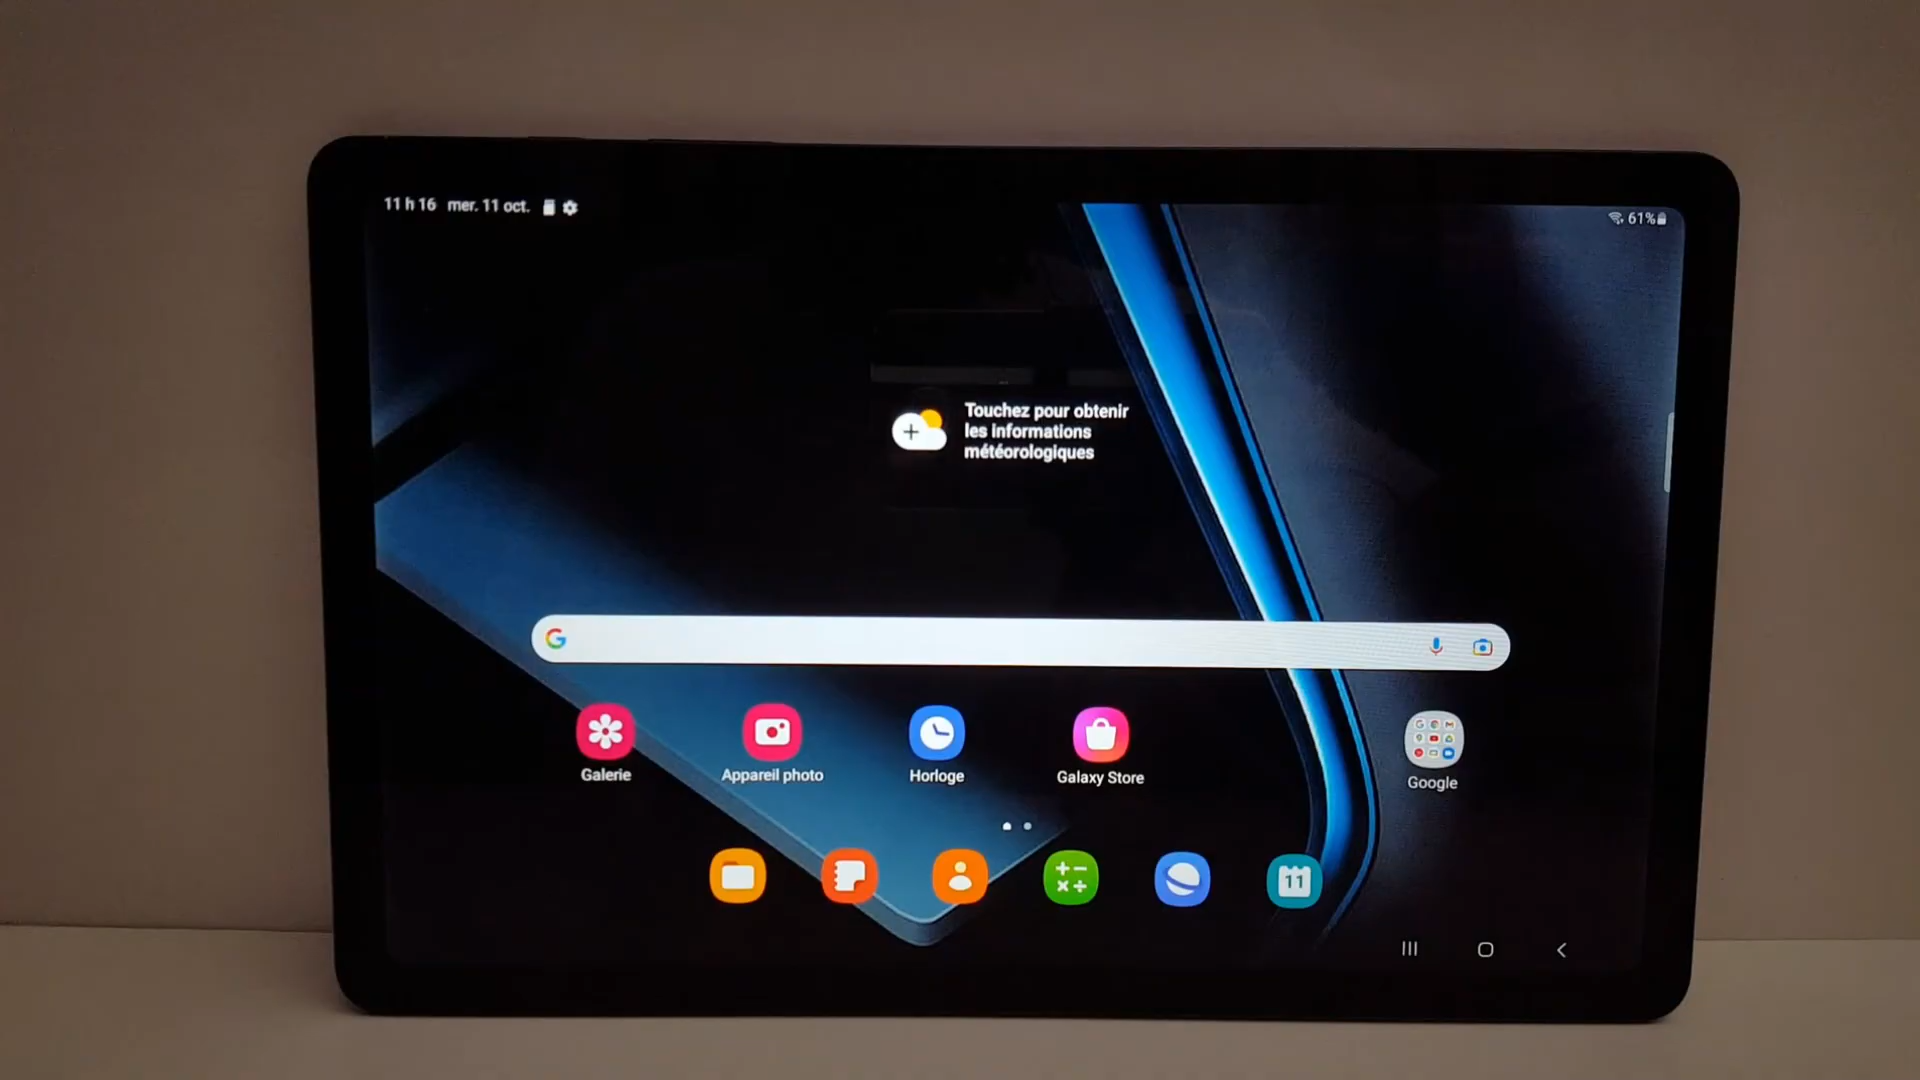 11 h 16 mer. 11 oct.
61%
Touchez pour obtenir
les informations
météorologiques
Galerie
Appareil photo
Horloge
Galaxy Store
Google
11